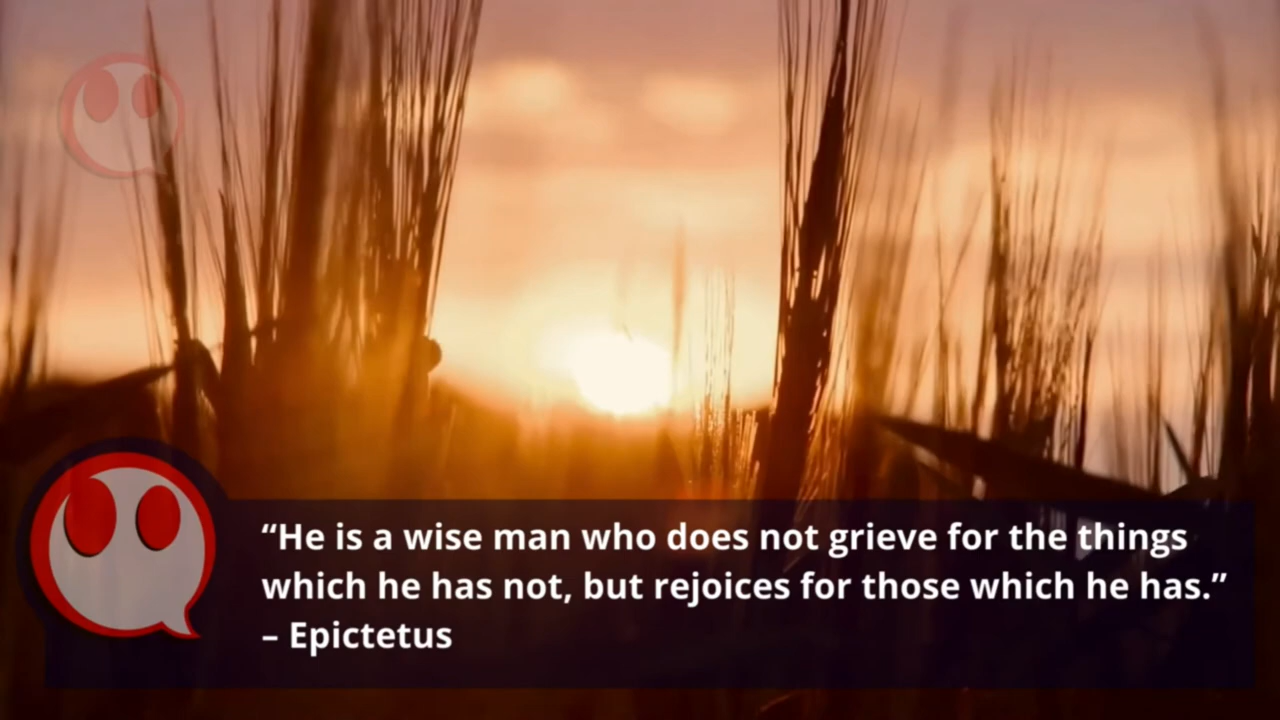 “He is a wise man who does not grieve for the things
which he has not, but rejoices for those which he has.”
– Epictetus